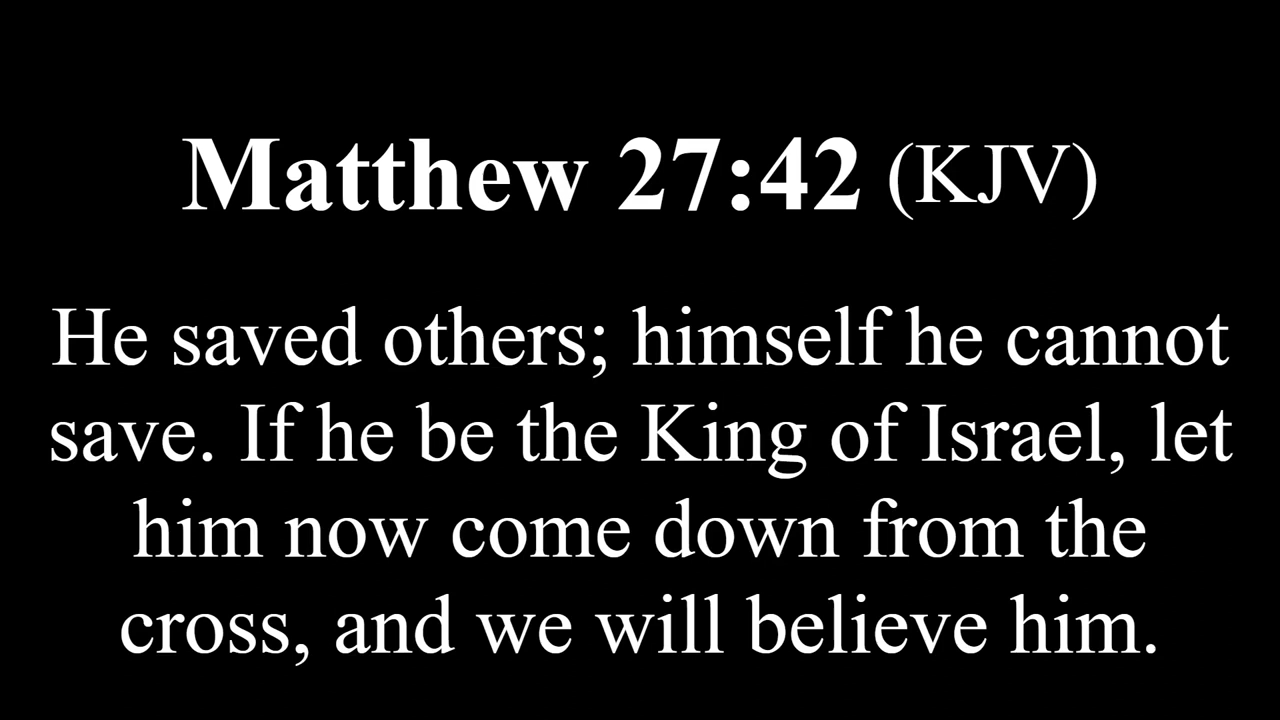 Matthew 27:42 (KJV)
He saved others; himself he cannot
save. If he be the King of Israel, let
him now come down from the
cross, and we will believe him.